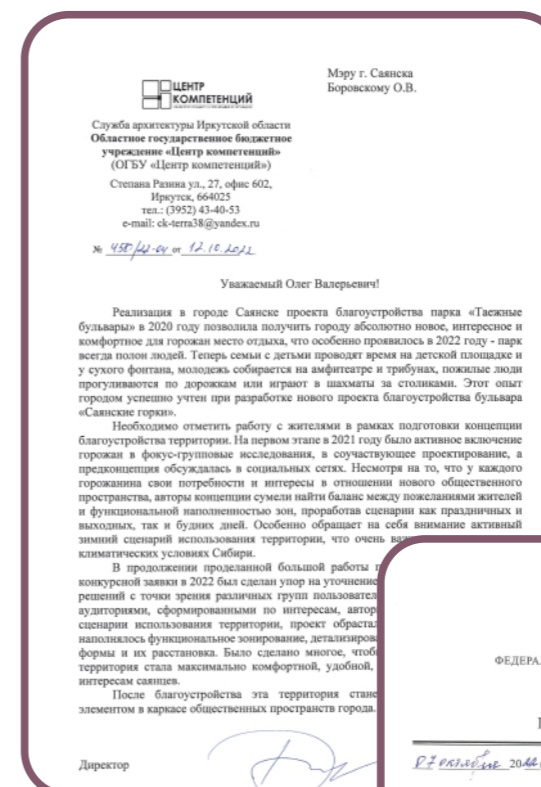 ЦЕНТР
КОМПЕТЕНЦИЙ
Мэру г. Саянска
Боровскому О.В.
Служба архитектуры Иркутской области
Областное государственное бюджетное
учреждение «Центр компетенций»
(ОГБУ «Центр компетенций»)
Степана Разина ул., 27, офис 602,
Иркутск, 664025
тел.: (3952) 43-40-53
e-mail: ck-terra38@yandex.ru
№ 458/22-04 от 12.10.2022
Уважаемый Олег Валерьевич!
Реализация в городе Саянске проекта благоустройства парка «Таежные
бульвары» в 2020 году позволила получить городу абсолютно новое, интересное и
комфортное для горожан место отдыха, что особенно проявилось в 2022 году - парк
всегда полон людей. Теперь семьи с детьми проводят время на детской площадке и
у сухого фонтана, молодежь собирается на амфитеатре и трибунах, пожилые люди
прогуливаются по дорожкам или играют в шахматы за столиками. Этот опыт
городом успешно учтен при разработке нового проекта благоустройства бульвара
«Саянские горки».
Необходимо отметить работу с жителями в рамках подготовки концепции
благоустройства территории. На первом этапе в 2021 году было активное включение
горожан в фокус-групповые исследования, в соучаствующее проектирование, а
предконцепция обсуждалась в социальных сетях. Несмотря на то, что у каждого
горожанина свои потребности и интересы в отношении нового общественного
пространства, авторы концепции сумели найти баланс между пожеланиями жителей
и функциональной наполненностью зон, проработав сценарии как праздничных и
выходных, так и будних дней. Особенно обращает на себя внимание активный
зимний сценарий использования территории, что очень
климатических условиях Сибири.
В продолжении проделанной большой работы
конкурсной заявки в 2022 был сделан упор на уточнение
решений с точки зрения различных групп
аудиториями, сформированными по интересам,
сценарии использования территории, проект
наполнялось функциональное зонирование,
формы и их расстановка. Было сделано многое,
территория стала максимально комфортной, удобной,
интересам саянцев.
После благоустройства эта территория
элементом в каркасе общественных пространств города.
Директор
ФЕДЕРА
07 октября 2022